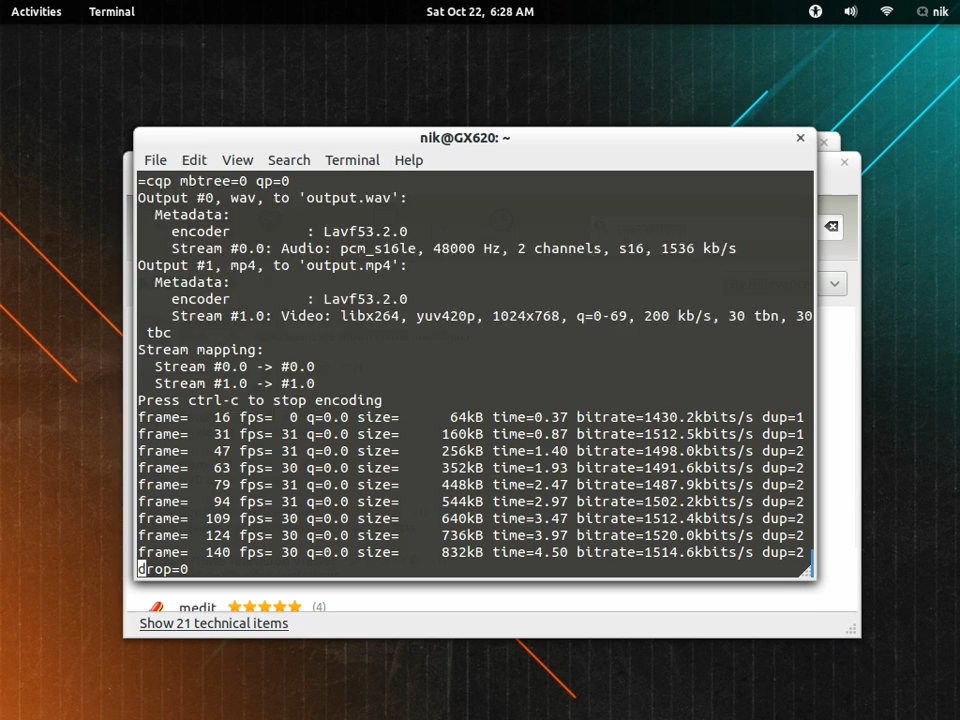 Activities Terminal Sat Oct 22, 6:28 AM nik
nik@GX620: ~
File Edit View Search Terminal Help
=cqp mbtree=0 qp=0
Output #0, wav, to 'output.wav':
  Metadata:
    encoder         : Lavf53.2.0
    Stream #0.0: Audio: pcm_s16le, 48000 Hz, 2 channels, s16, 1536 kb/s
Output #1, mp4, to 'output.mp4':
  Metadata:
    encoder         : Lavf53.2.0
    Stream #1.0: Video: libx264, yuv420p, 1024x768, q=0-69, 200 kb/s, 30 tbn, 30
 tbc
Stream mapping:
  Stream #0.0 -> #0.0
  Stream #1.0 -> #1.0
Press ctrl-c to stop encoding
frame=   16 fps=  0 q=0.0 size=      64kB time=0.37 bitrate=1430.2kbits/s dup=1
frame=   31 fps= 31 q=0.0 size=     160kB time=0.87 bitrate=1512.5kbits/s dup=1
frame=   47 fps= 31 q=0.0 size=     256kB time=1.40 bitrate=1498.0kbits/s dup=2
frame=   63 fps= 30 q=0.0 size=     352kB time=1.93 bitrate=1491.6kbits/s dup=2
frame=   79 fps= 31 q=0.0 size=     448kB time=2.47 bitrate=1487.9kbits/s dup=2
frame=   94 fps= 31 q=0.0 size=     544kB time=2.97 bitrate=1502.2kbits/s dup=2
frame=  109 fps= 30 q=0.0 size=     640kB time=3.47 bitrate=1512.4kbits/s dup=2
frame=  124 fps= 30 q=0.0 size=     736kB time=3.97 bitrate=1520.0kbits/s dup=2
frame=  140 fps= 30 q=0.0 size=     832kB time=4.50 bitrate=1514.6kbits/s dup=2
drop=0
medit (4)
Show 21 technical items